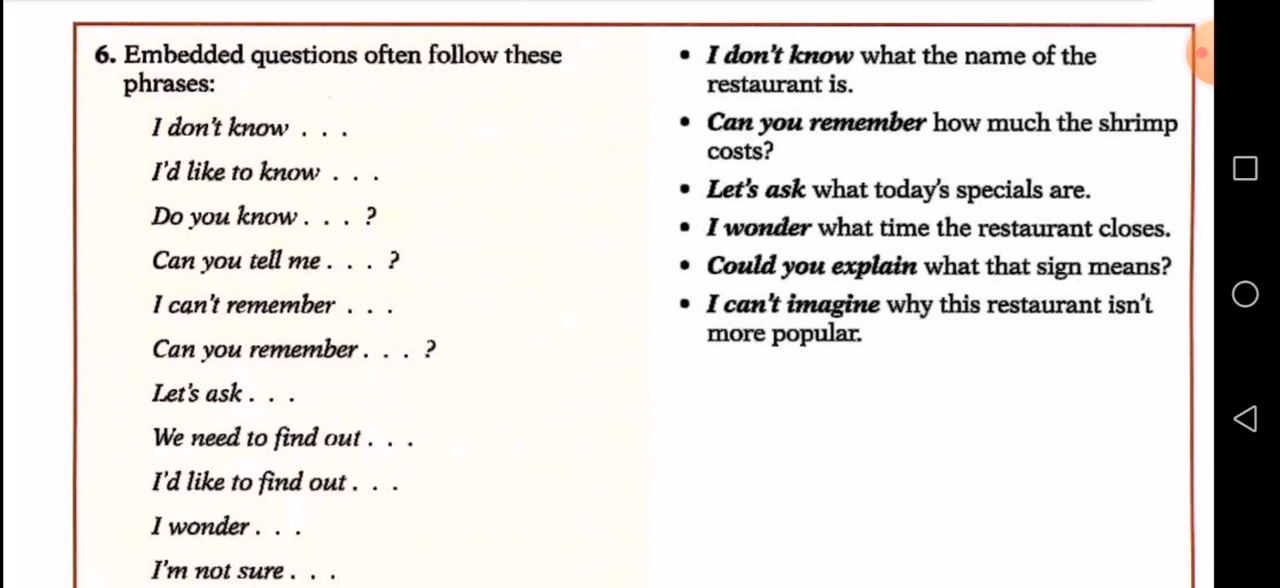 6. Embedded questions often follow these
phrases:
I don't know . . .
I'd like to know . . .
Do you know . . . ?
Can you tell me . . . ?
I can't remember . . .
Can you remember . . . ?
Let's ask . . .
We need to find out . . .
I'd like to find out . . .
I wonder . . .
I'm not sure . . .
• I don't know what the name of the
restaurant is.
• Can you remember how much the shrimp
costs?
• Let's ask what today's specials are.
• I wonder what time the restaurant closes.
• Could you explain what that sign means?
• I can't imagine why this restaurant isn't
more popular.